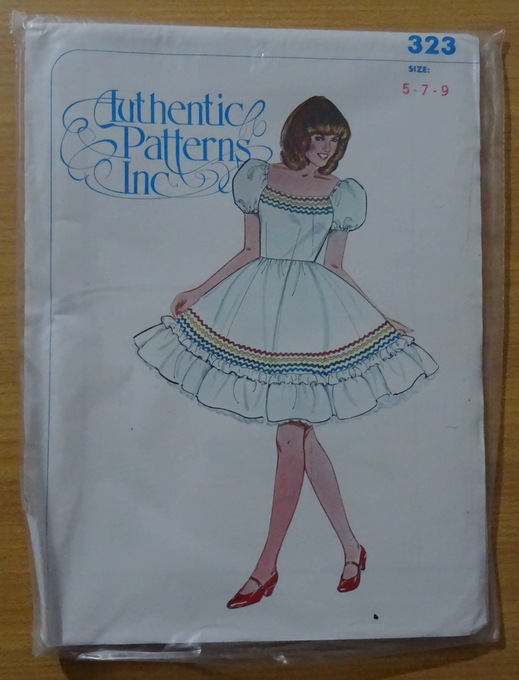 323
SIZE:
5-7-9
Authentic
Patterns
Inc